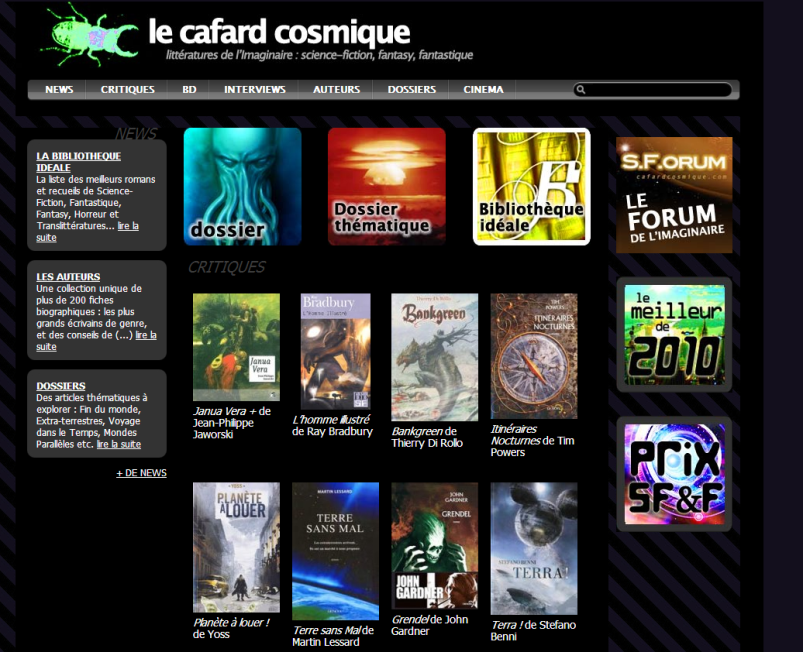 le cafard cosmique
littératures de l'Imaginaire : science-fiction, fantasy, fantastique
NEWS
CRITIQUES
BD
INTERVIEWS
AUTEURS
DOSSIERS
CINEMA
NEWS
LA BIBLIOTHEQUE
IDEALE
La liste des meilleurs romans
et recueils de Science-
Fiction, Fantastique,
Fantasy, Horreur et
Translittératures... lire la
suite
LES AUTEURS
Une collection unique de
plus de 200 fiches
biographiques : les plus
grands écrivains de genre,
et des conseils de (...) lire la
suite
DOSSIERS
Des articles thématiques à
explorer : Fin du monde,
Extra-terrestres, Voyage
dans le Temps, Mondes
Parallèles etc. lire la suite
+ DE NEWS
dossier
Dossier
thématique
B
Bibliothèque
idéale
CRITIQUES
Janua
Vera
Janua Vera + de
Jean-Philippe
Jaworski
Bradbury
L'homme illustré
SF
L'homme illustré
de Ray Bradbury
Thierry Di Rollo
Bankgreen
Bankgreen de
Thierry Di Rollo
TIM
POWERS
ITINÉRAIRES
NOCTURNES
Itinéraires
Nocturnes de Tim
Powers
YOSS
PLANÈTE
À LOUER
Planète à louer !
de Yoss
MARTIN LESSARD
TERRE
SANS MAL
Terre sans Mal de
Martin Lessard
JOHN
GARDNER
GRENDEL
JOHN
GARDNER
Grendel de John
Gardner
STEFANO
BENNI
TERRA!
Terra ! de Stefano
Benni
S.F.ORUM
cafardcosmique.com
LE
FORUM
DE L'IMAGINAIRE
le
meilleur
de
2010
PRIX
SF&F